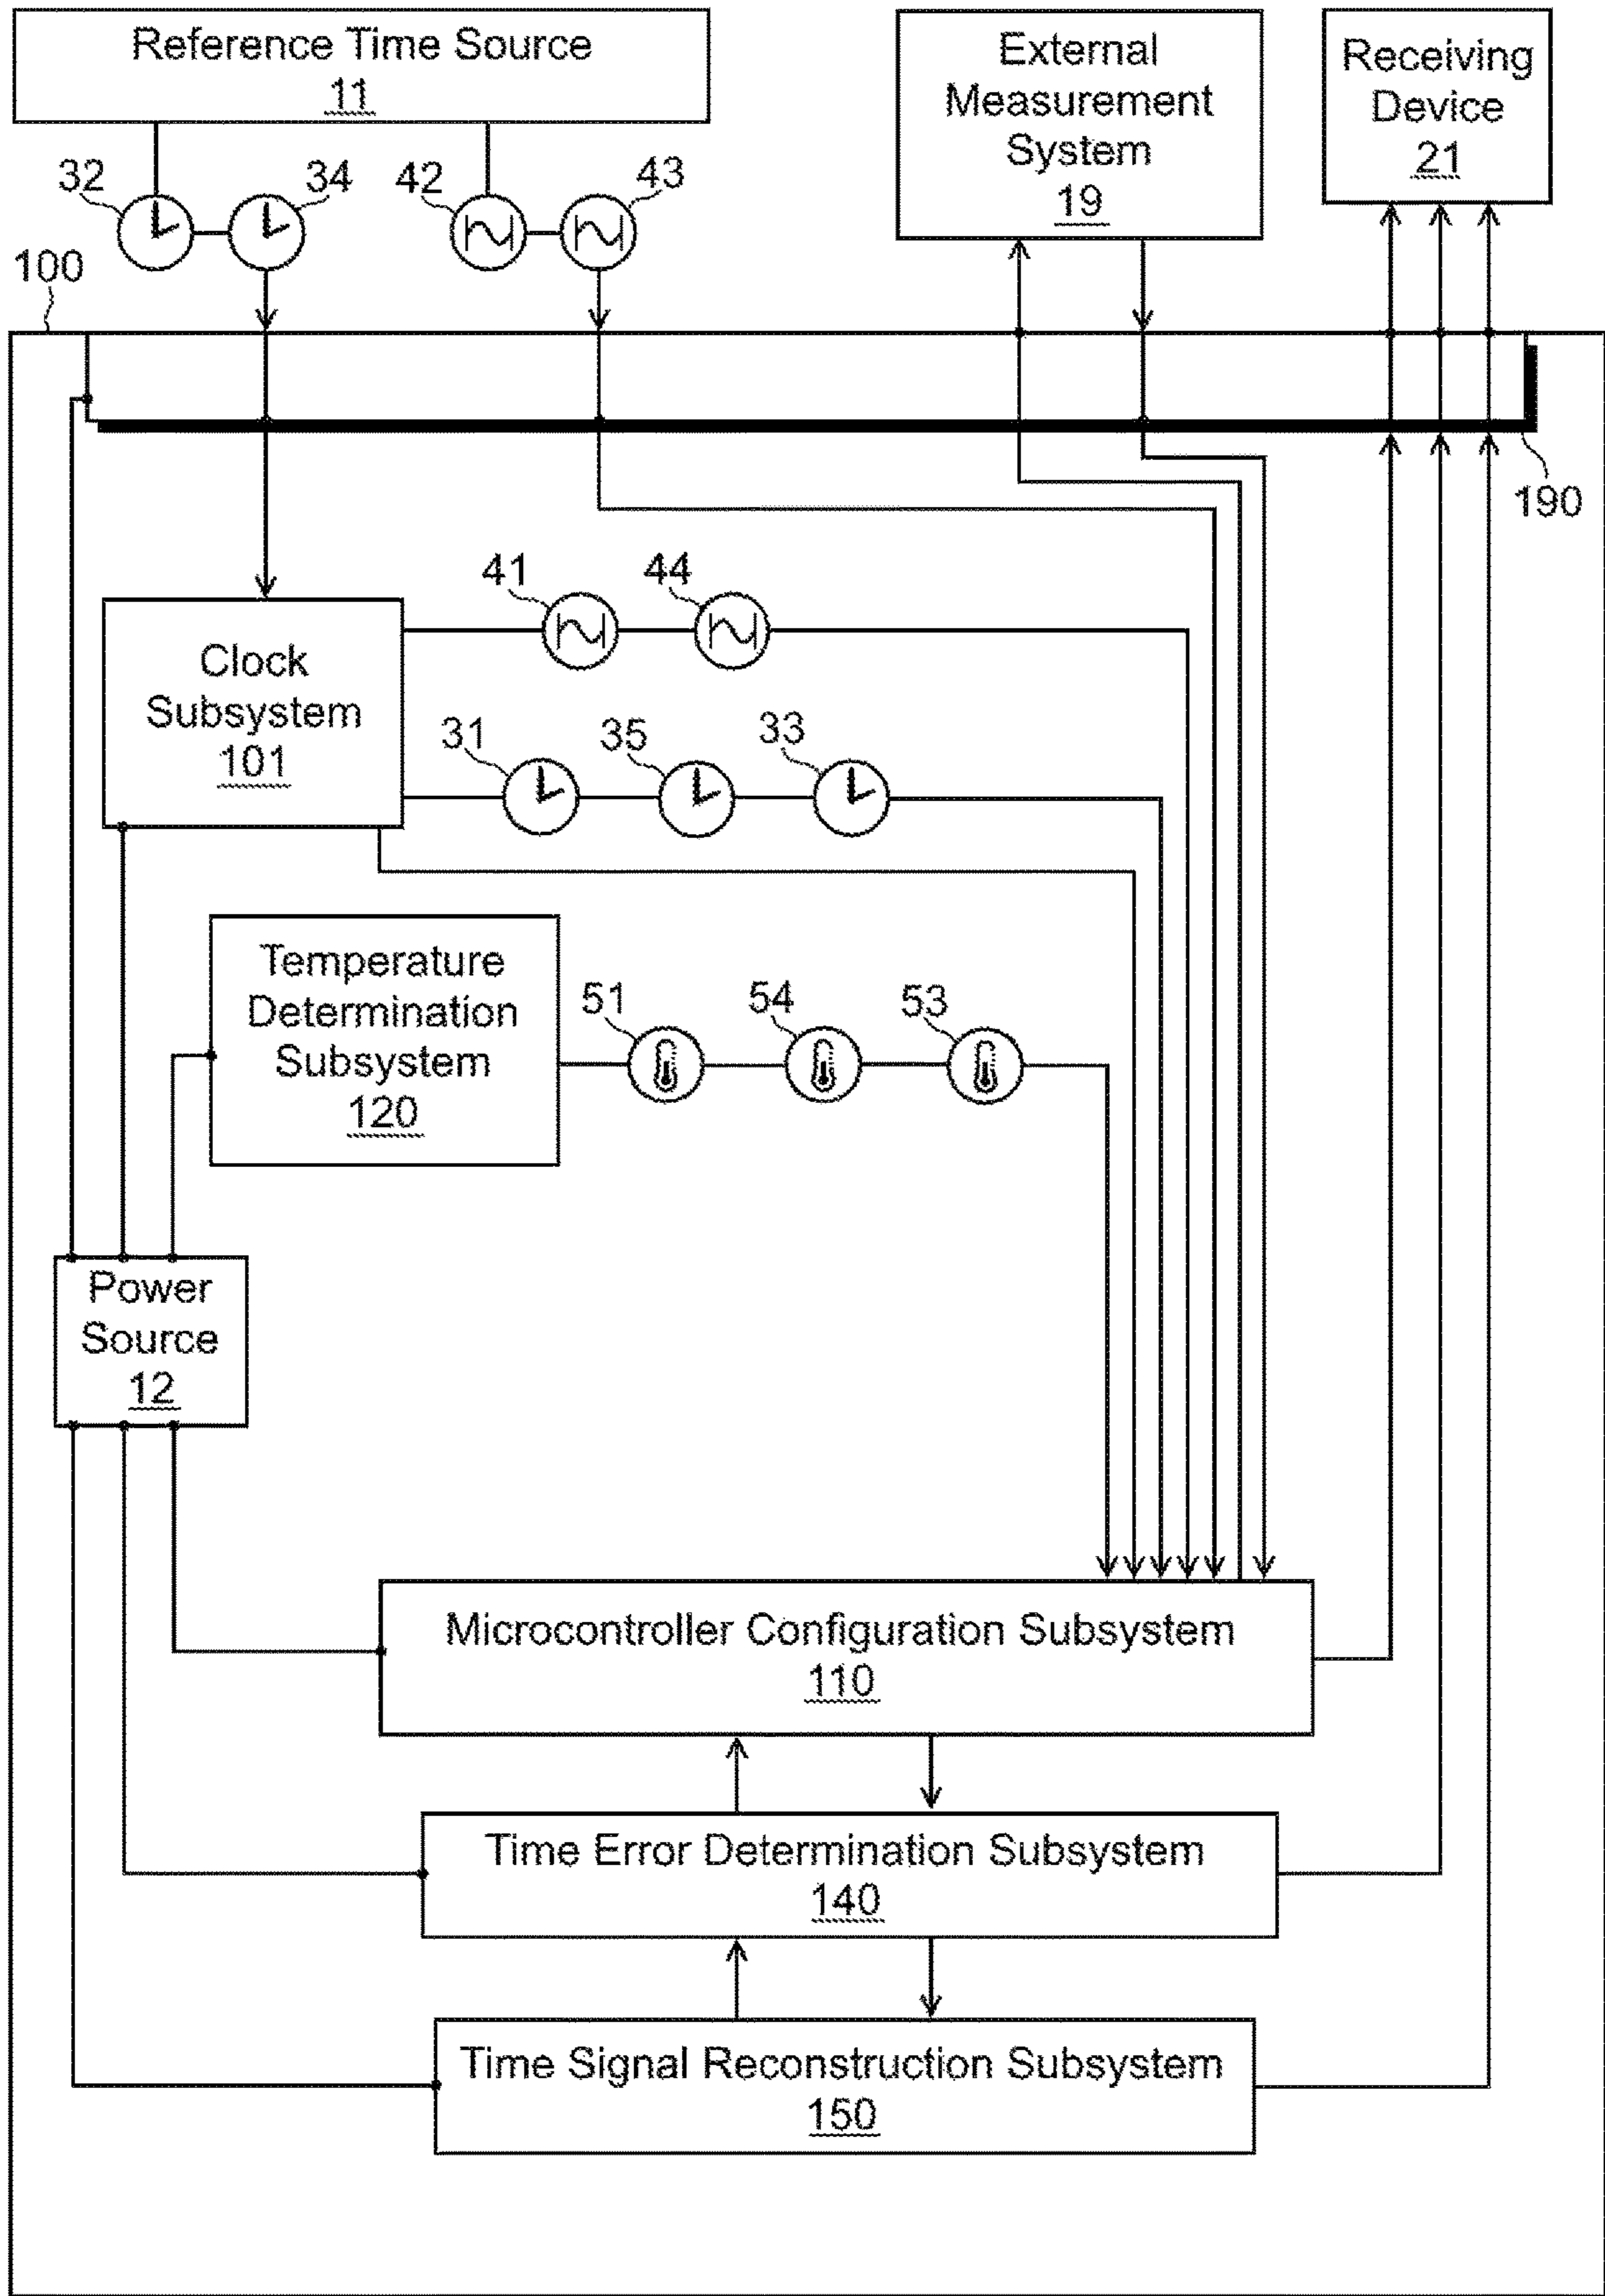 Reference Time Source
11
External
Measurement
System
19
Receiving
Device
21
32
34
42
43
100
190
41
44
Clock
Subsystem
101
31
35
33
Temperature
Determination
Subsystem
120
51
54
53
Power
Source
12
Microcontroller Configuration Subsystem
110
Time Error Determination Subsystem
140
Time Signal Reconstruction Subsystem
150